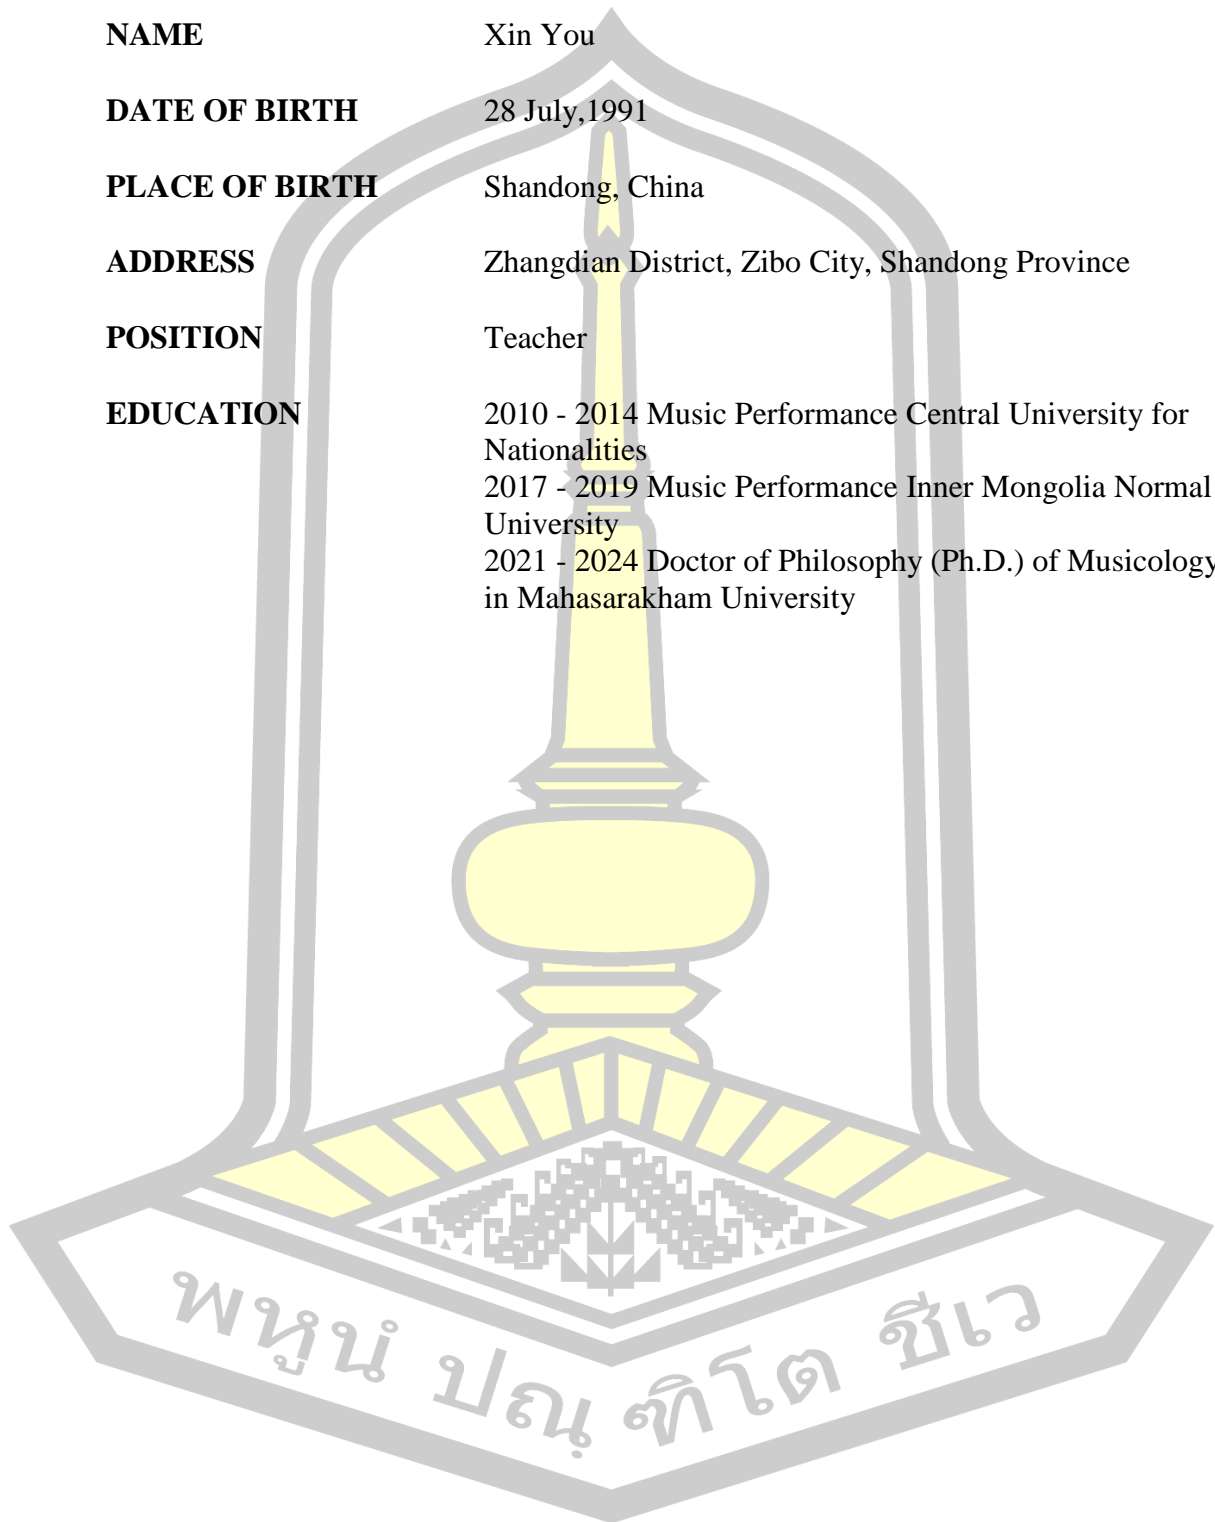 NAME Xin You
DATE OF BIRTH 28 July,1991
PLACE OF BIRTH Shandong, China
ADDRESS Zhangdian District, Zibo City, Shandong Province
POSITION Teacher
EDUCATION 2010 - 2014 Music Performance Central University for
Nationalities
2017 - 2019 Music Performance Inner Mongolia Normal
University
2021 - 2024 Doctor of Philosophy (Ph.D.) of Musicology
in Mahasarakham University
พหูนํ ปณฺฑิโต ชีเว